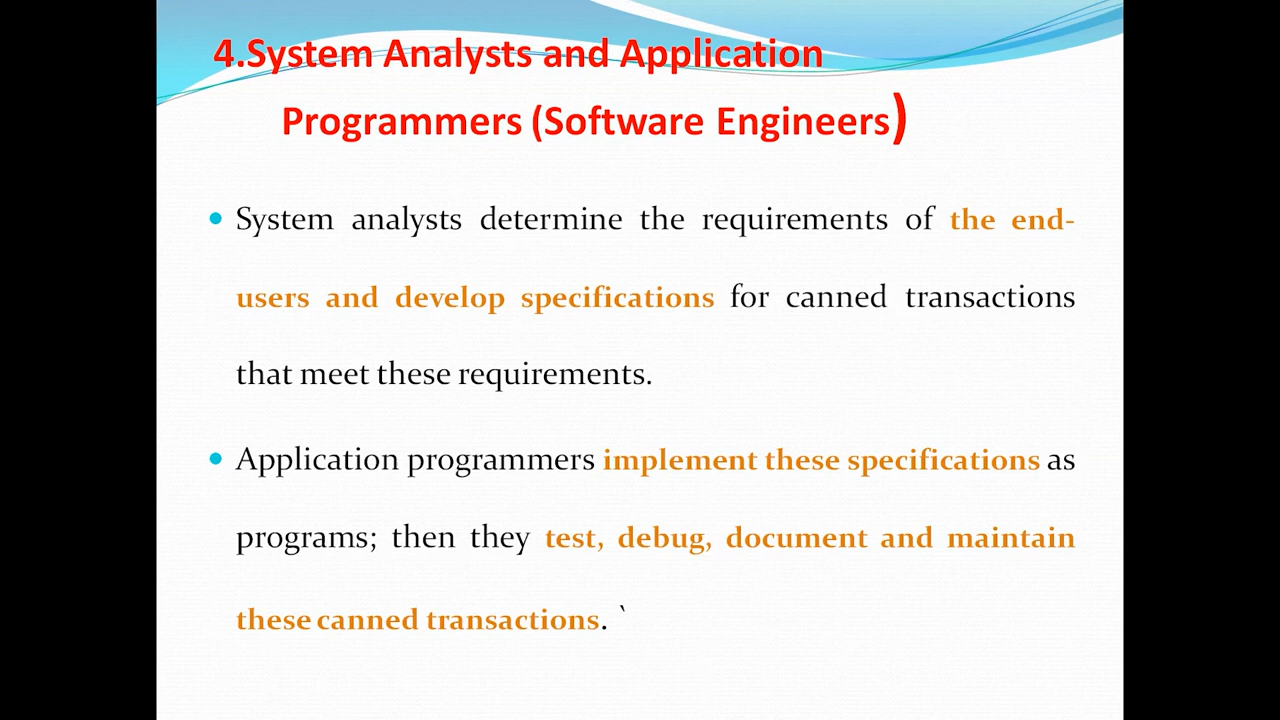 4.System Analysts and Application
Programmers (Software Engineers)
• System analysts determine the requirements of the end-
users and develop specifications for canned transactions
that meet these requirements.
• Application programmers implement these specifications as
programs; then they test, debug, document and maintain
these canned transactions. `